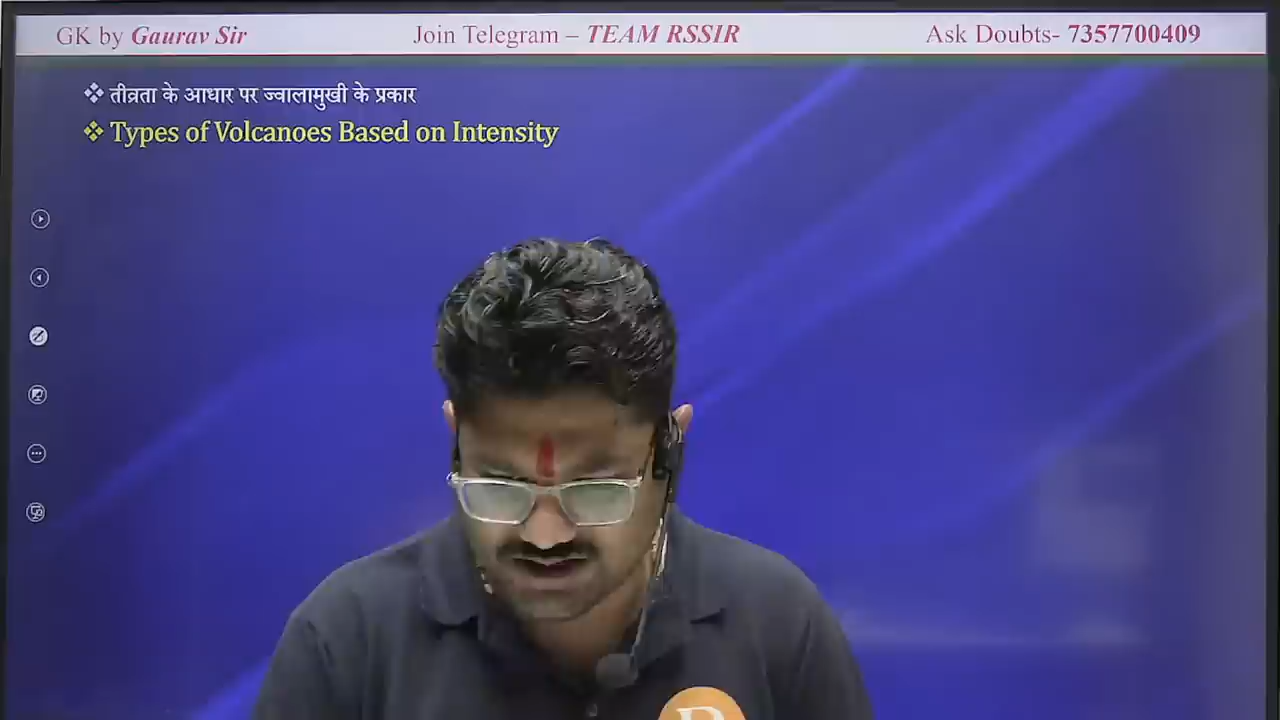 GK by Gaurav Sir Join Telegram – TEAM RSSIR Ask Doubts- 7357700409
❖ तीव्रता के आधार पर ज्वालामुखी के प्रकार
❖ Types of Volcanoes Based on Intensity